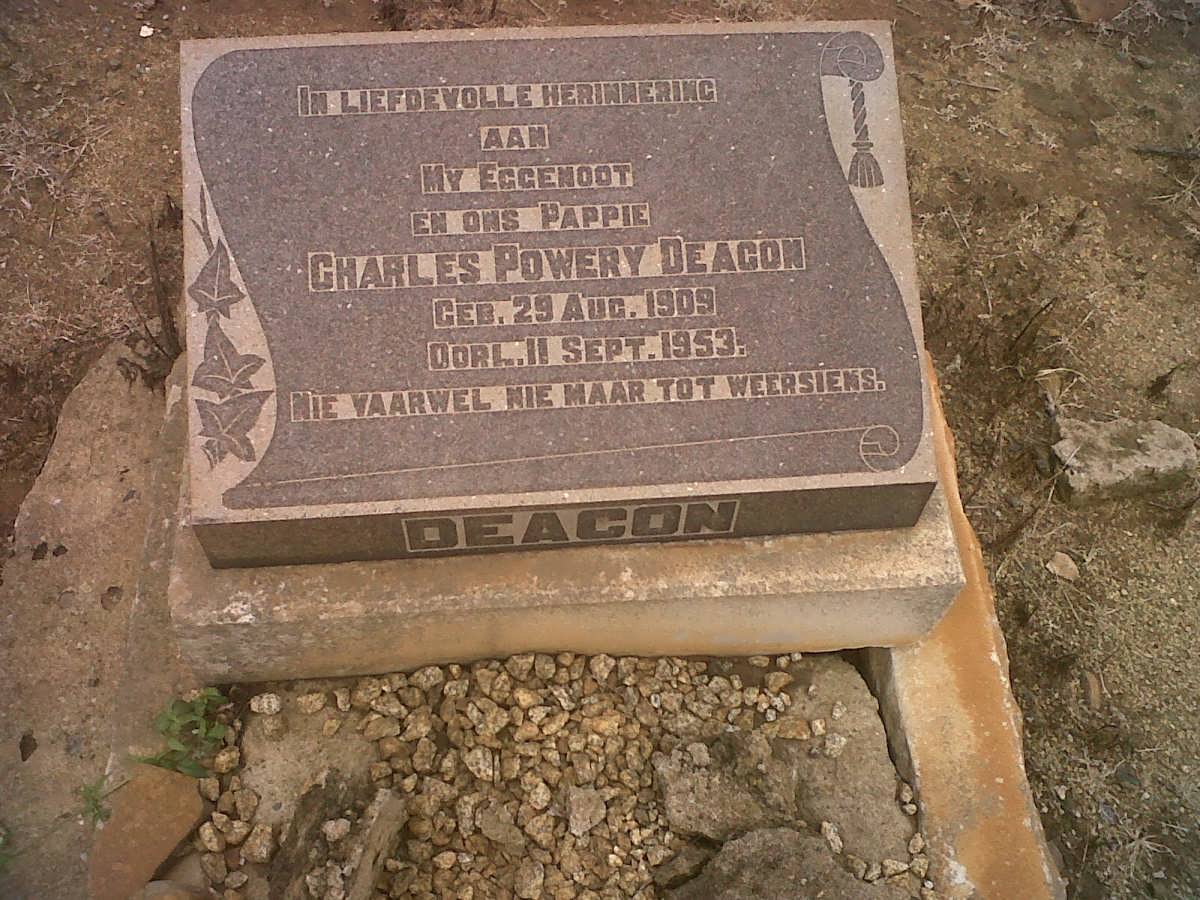 IN LIEFDEVOLLE HERINNERING
AAN
MY EGGENOOT
EN ONS PAPPIE
CHARLES POWERY DEACON
GEB. 29 AUG. 1909
OORL. 11 SEPT. 1953.
NIE VAARWEL NIE MAAR TOT WEERSIENS.
DEACON